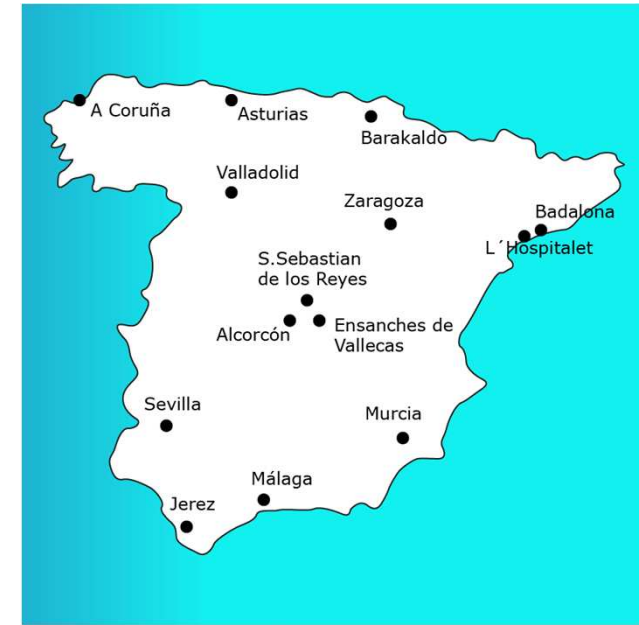 A Coruña
Asturias
Barakaldo
Valladolid
Zaragoza
Badalona
L´Hospitalet
S.Sebastian
de los Reyes
Alcorcón
Ensanches de
Vallecas
Sevilla
Murcia
Málaga
Jerez